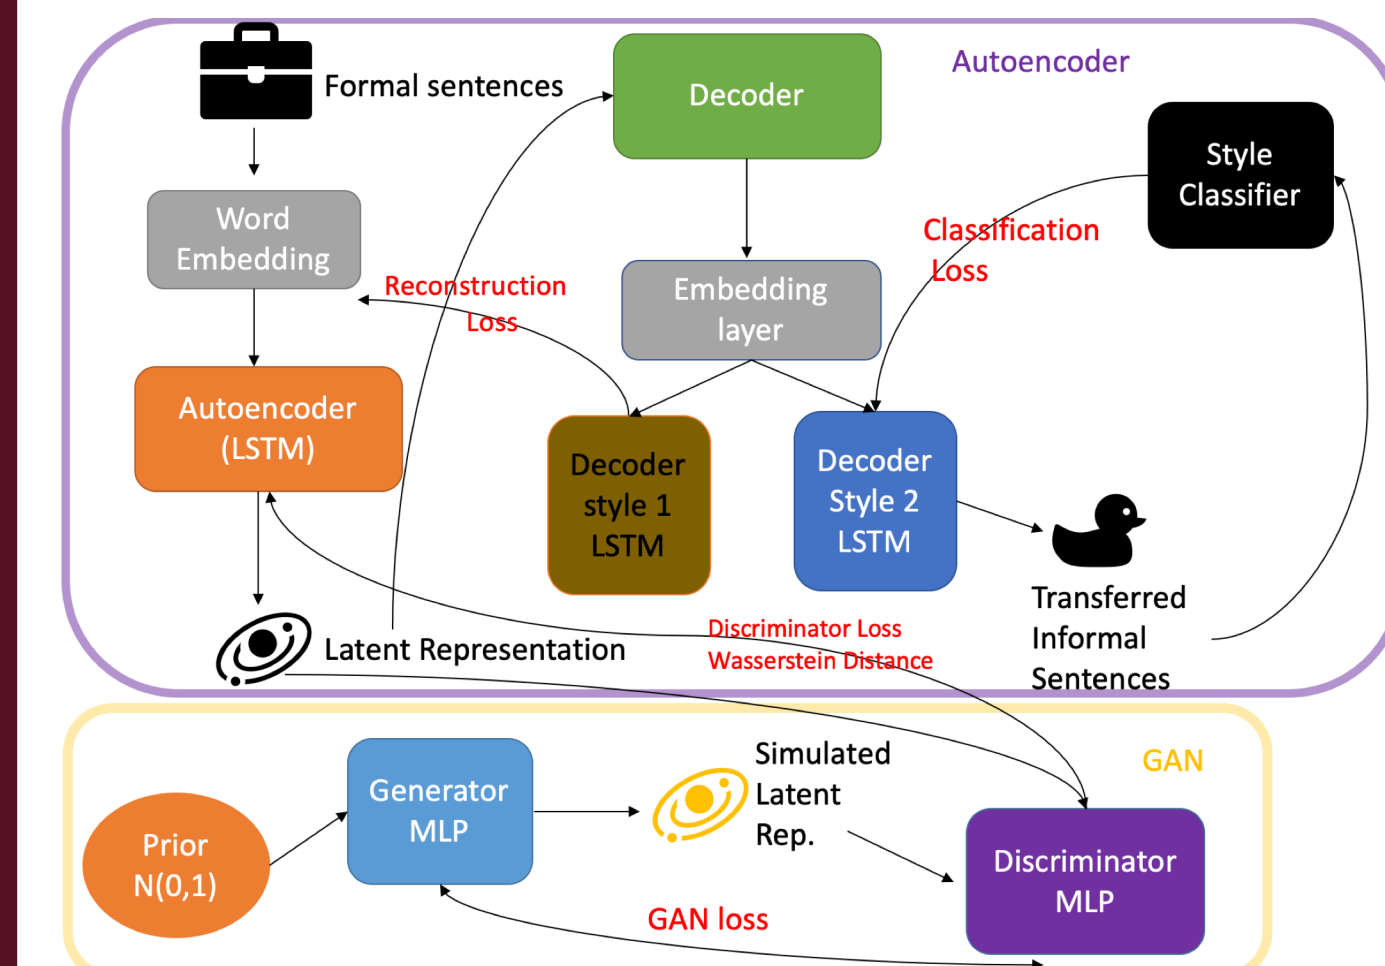 Autoencoder
Formal sentences
Decoder
Style
Classifier
Word
Embedding
Classification
Loss
Reconstruction
Loss
Embedding
layer
Autoencoder
(LSTM)
Decoder
style 1
LSTM
Decoder
Style 2
LSTM
Transferred
Informal
Sentences
Discriminator Loss
Wasserstein Distance
Latent Representation
GAN
Simulated
Latent
Rep.
Generator
MLP
Prior
N(0,1)
Discriminator
MLP
GAN loss